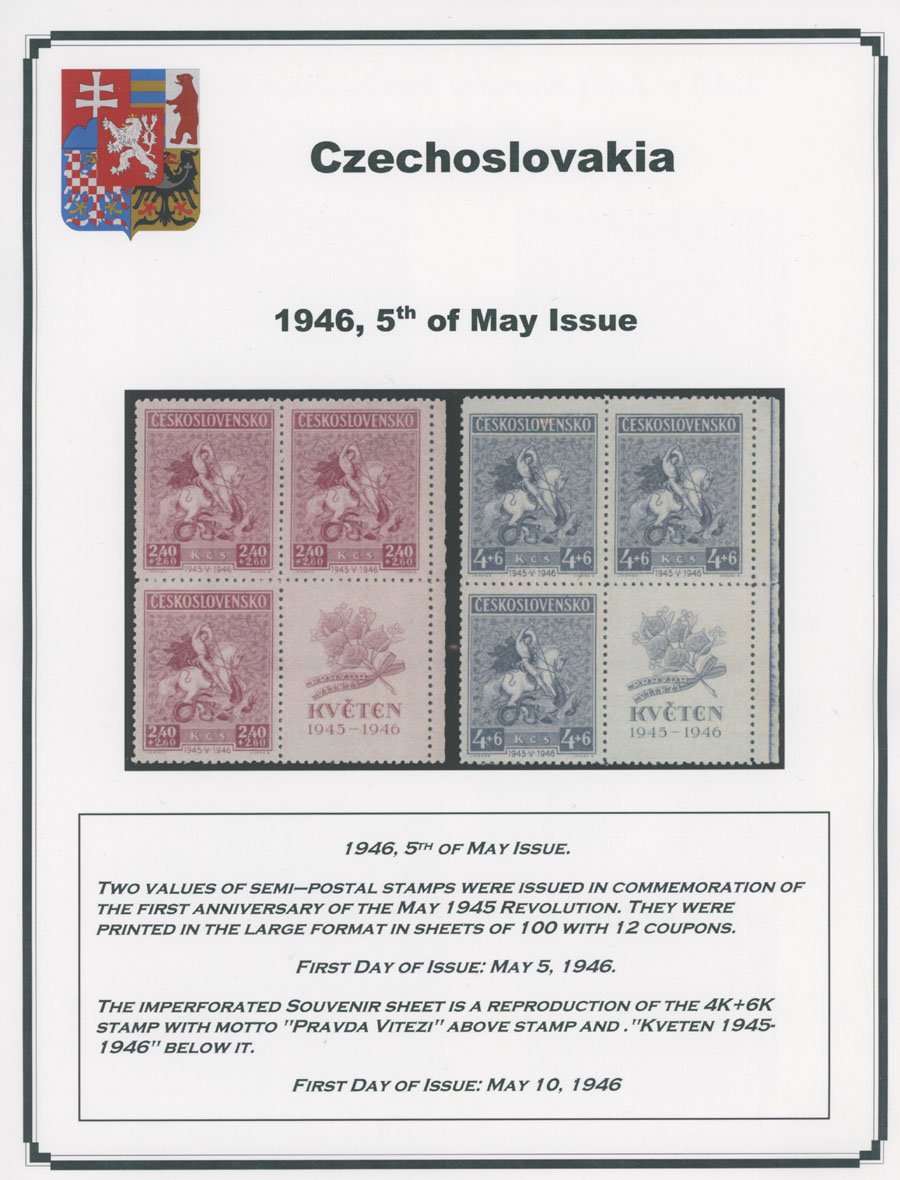 Czechoslovakia
1946, 5th of May Issue
ČESKOSLOVENSKO
ČESKOSLOVENSKO
2,40 +2,60 Kčs 2,40 +2,60
2,40 +2,60 Kčs 2,40 +2,60
1945·V·1946
1945·V·1946
ČESKOSLOVENSKO
2,40 +2,60 Kčs 2,40 +2,60
1945·V·1946
KVĚTEN
1945-1946
ČESKOSLOVENSKO
ČESKOSLOVENSKO
4+6 Kčs 4+6
4+6 Kčs 4+6
1945·V·1946
1945·V·1946
ČESKOSLOVENSKO
4+6 Kčs 4+6
1945·V·1946
KVĚTEN
1945-1946
1946, 5TH OF MAY ISSUE.
TWO VALUES OF SEMI–POSTAL STAMPS WERE ISSUED IN COMMEMORATION OF
THE FIRST ANNIVERSARY OF THE MAY 1945 REVOLUTION. THEY WERE
PRINTED IN THE LARGE FORMAT IN SHEETS OF 100 WITH 12 COUPONS.
FIRST DAY OF ISSUE: MAY 5, 1946.
THE IMPERFORATED SOUVENIR SHEET IS A REPRODUCTION OF THE 4K+6K
STAMP WITH MOTTO "PRAVDA VITEZI" ABOVE STAMP AND ."KVETEN 1945-
1946" BELOW IT.
FIRST DAY OF ISSUE: MAY 10, 1946